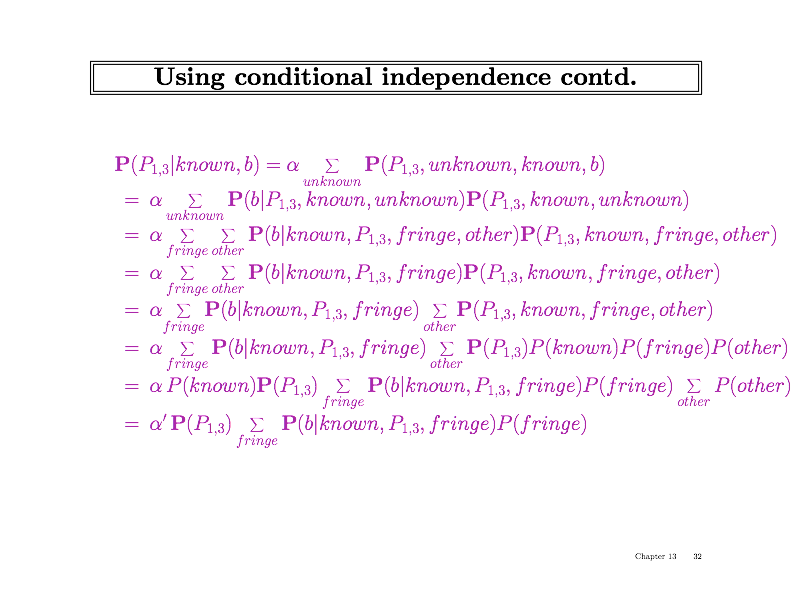 Using conditional independence contd.
P(P1,3|known, b) = α ∑unknown P(P1,3, unknown, known, b)
= α ∑unknown P(b|P1,3, known, unknown)P(P1,3, known, unknown)
= α ∑fringe ∑other P(b|known, P1,3, fringe, other)P(P1,3, known, fringe, other)
= α ∑fringe ∑other P(b|known, P1,3, fringe)P(P1,3, known, fringe, other)
= α ∑fringe P(b|known, P1,3, fringe) ∑other P(P1,3, known, fringe, other)
= α ∑fringe P(b|known, P1,3, fringe) ∑other P(P1,3)P(known)P(fringe)P(other)
= α P(known)P(P1,3) ∑fringe P(b|known, P1,3, fringe)P(fringe) ∑other P(other)
= α′ P(P1,3) ∑fringe P(b|known, P1,3, fringe)P(fringe)
Chapter 13 32